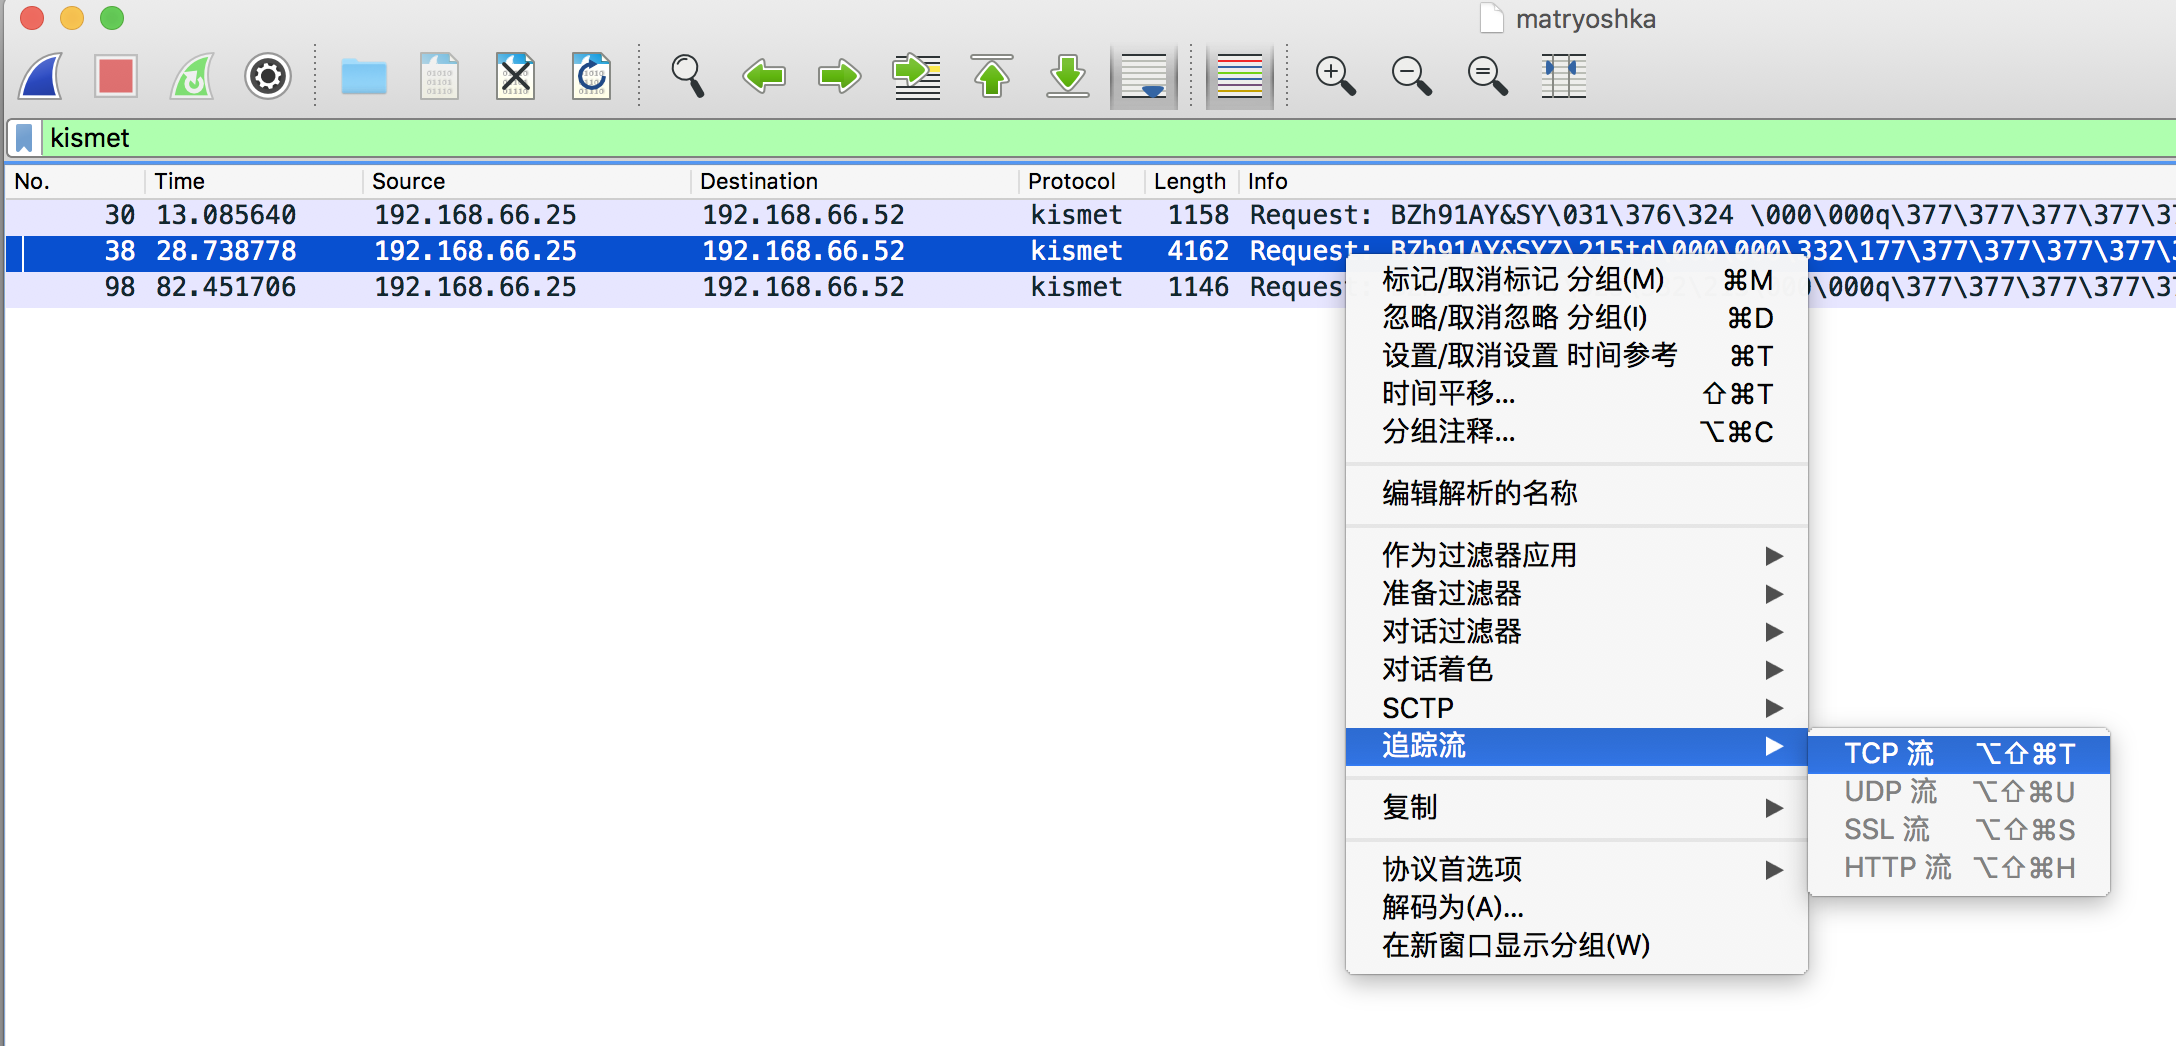 matryoshka
kismet
No. Time Source Destination Protocol Length Info
30 13.085640 192.168.66.25 192.168.66.52 kismet 1158 Request: BZh91AY&SY\031\376\324 \000\000q\377\377\377\377\37
38 28.738778 192.168.66.25 192.168.66.52 kismet 4162 Request: BZh91AY&SYZ\215td\000\000\332\177\377\377\377\377\
98 82.451706 192.168.66.25 192.168.66.52 kismet 1146 Request: \000q\377\377\377\377\37
标记/取消标记 分组(M) ⌘M
忽略/取消忽略 分组(I) ⌘D
设置/取消设置 时间参考 ⌘T
时间平移... ⇧⌘T
分组注释... ⌥⌘C
编辑解析的名称
作为过滤器应用 ▶
准备过滤器 ▶
对话过滤器 ▶
对话着色 ▶
SCTP ▶
追踪流 ▶
TCP 流 ⌥⇧⌘T
UDP 流 ⌥⇧⌘U
SSL 流 ⌥⇧⌘S
HTTP 流 ⌥⇧⌘H
复制 ▶
协议首选项 ▶
解码为(A)...
在新窗口显示分组(W)